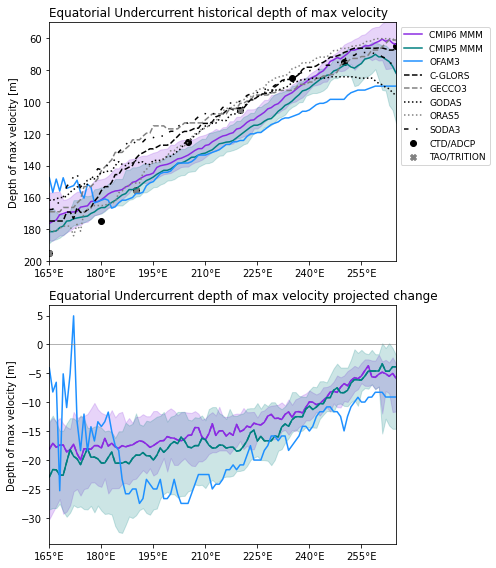 Equatorial Undercurrent historical depth of max velocity
Depth of max velocity [m]
60
80
100
120
140
160
180
200
165°E
180°E
195°E
210°E
225°E
240°E
255°E
CMIP6 MMM
CMIP5 MMM
OFAM3
C-GLORS
GECCO3
GODAS
ORAS5
SODA3
CTD/ADCP
TAO/TRITION
Equatorial Undercurrent depth of max velocity projected change
Depth of max velocity [m]
5
0
−5
−10
−15
−20
−25
−30
165°E
180°E
195°E
210°E
225°E
240°E
255°E